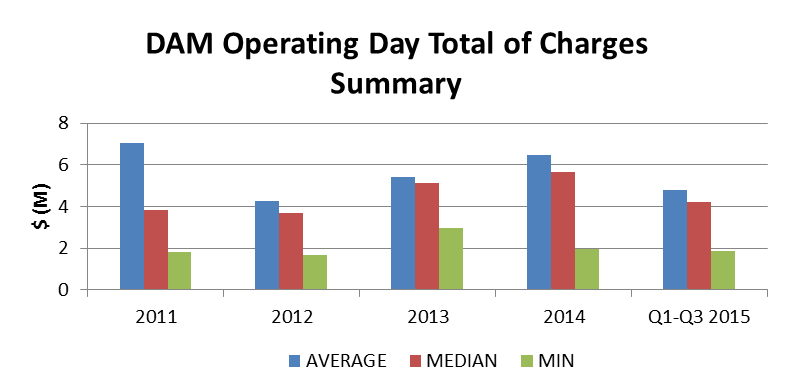 DAM Operating Day Total of Charges
Summary
8
6
4
2
0
$ (M)
2011 2012 2013 2014 Q1-Q3 2015
AVERAGE MEDIAN MIN